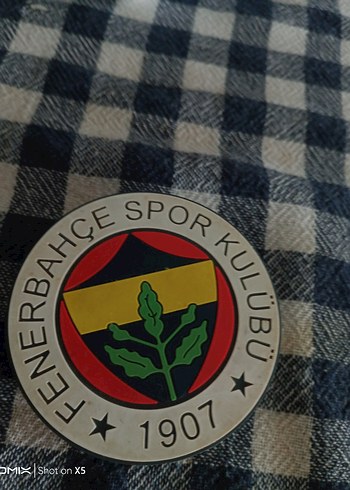 FENERBAHÇE SPOR KULÜBÜ
1907
OMIX | Shot on X5